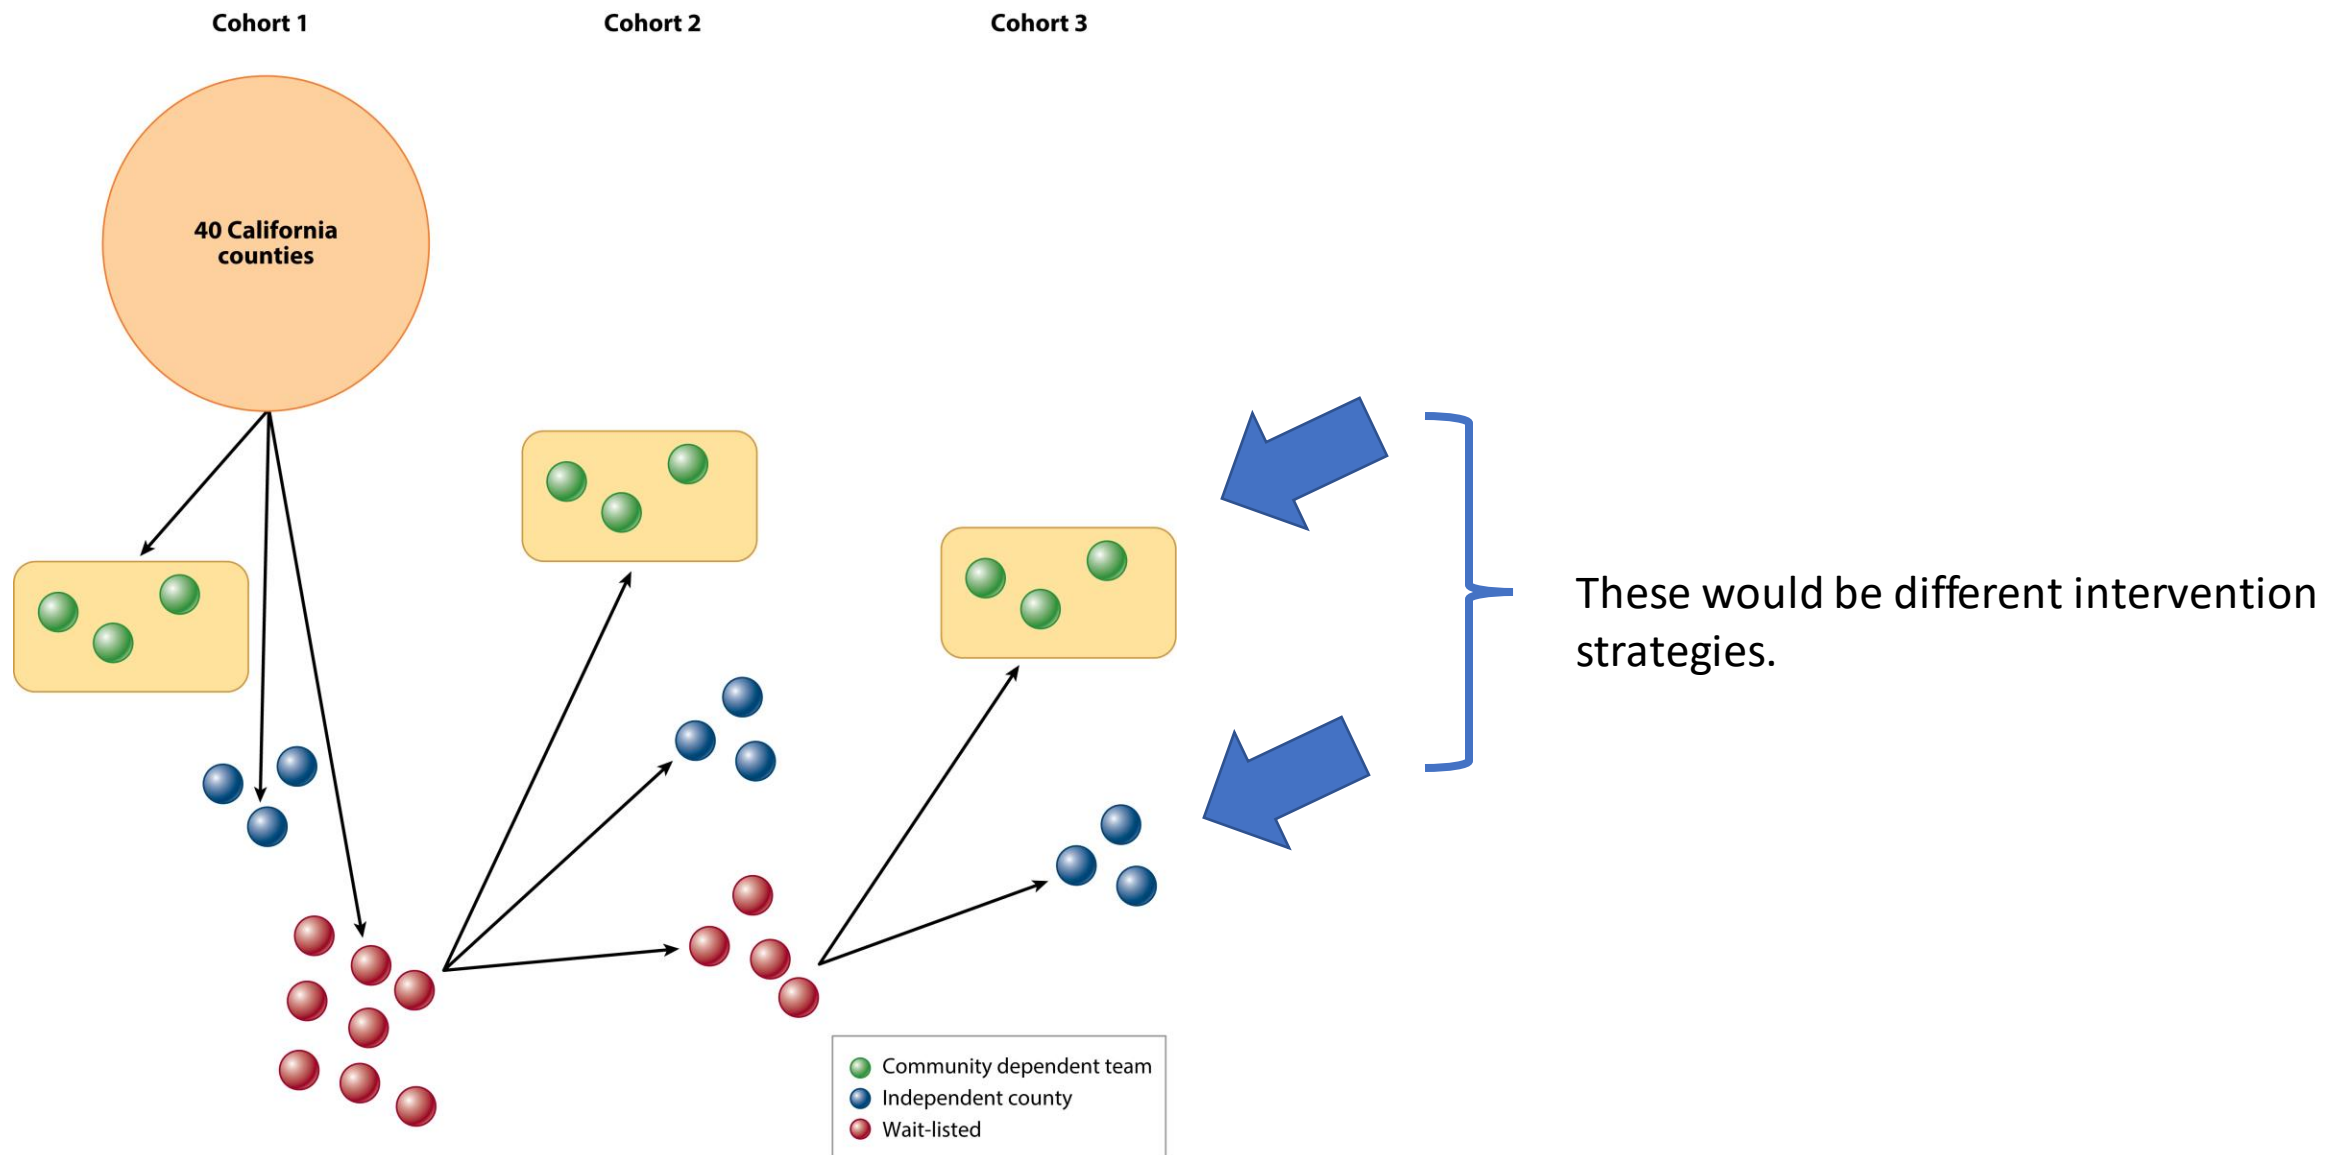 Cohort 1
Cohort 2
Cohort 3
40 California
counties
These would be different intervention
strategies.
Community dependent team
Independent county
Wait-listed